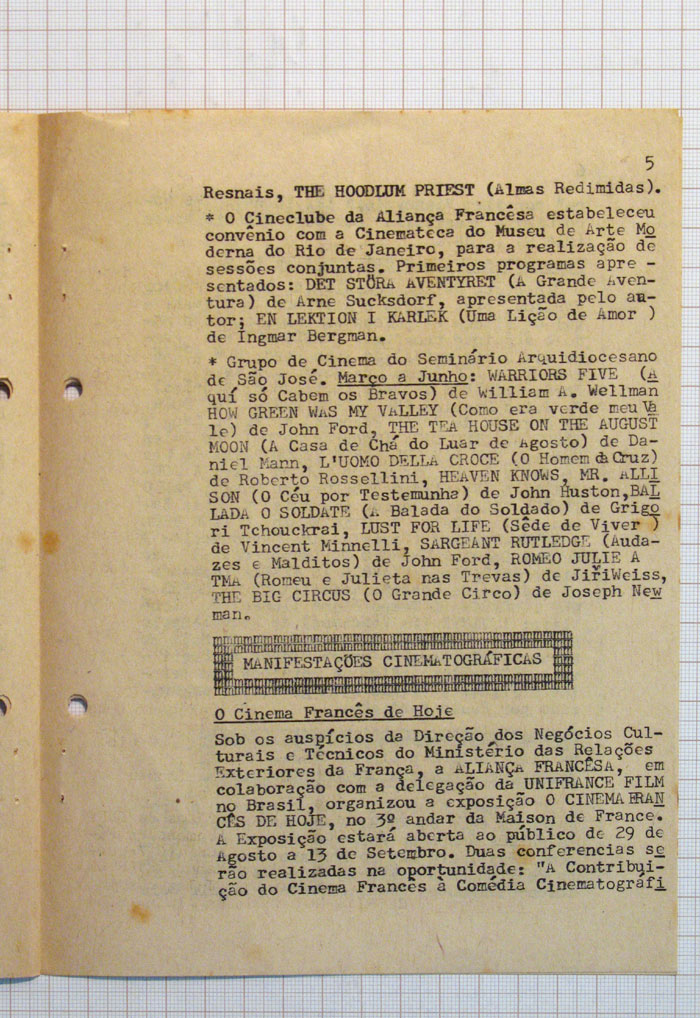 5
Resnais, THE HOODLUM PRIEST (Almas Redimidas).
* O Cineclube da Aliança Francêsa estabeleceu
convênio com a Cinemateca do Museu de Arte Mo
derna do Rio de Janeiro, para a realização de
sessões conjuntas. Primeiros programas apre -
sentados: DET STÖRA AVENTYRET (A Grande Aven-
tura) de Arne Sucksdorf, apresentada pelo au-
tor; EN LEKTION I KARLEK (Uma Lição de Amor )
de Ingmar Bergman.
* Grupo de Cinema do Seminário Arquidiocesano
de São José. Março a Junho: WARRIORS FIVE (A
quí só Cabem os Bravos) de William A. Wellman
HOW GREEN WAS MY VALLEY (Como era verde meu Va
le) de John Ford, THE TEA HOUSE ON THE AUGUST
MOON (A Casa de Chá do Luar de Agosto) de Da-
niel Mann, L'UOMO DELLA CROCE (O Homem da Cruz)
de Roberto Rossellini, HEAVEN KNOWS, MR. ALLI
SON (O Céu por Testemunha) de John Huston,BAL
LADA O SOLDATE (A Balada do Soldado) de Grigo
ri Tchouckrai, LUST FOR LIFE (Sêde de Viver )
de Vincent Minnelli, SARGEANT RUTLEDGE (Auda-
zes e Malditos) de John Ford, ROMEO JULIE A
TMA (Romeu e Julieta nas Trevas) de JiřiWeiss,
THE BIG CIRCUS (O Grande Circo) de Joseph New
man.
MANIFESTAÇÕES CINEMATOGRÁFICAS
O Cinema Francês de Hoje
Sob os auspícios da Direção dos Negócios Cul-
turais e Técnicos do Ministério das Relações
Exteriores da França, a ALIANÇA FRANCÊSA, em
colaboração com a delegação da UNIFRANCE FILM
no Brasil, organizou a exposição O CINEMA FRAN
CÊS DE HOJE, no 3º andar da Maison de France.
A Exposição estará aberta ao público de 29 de
Agosto a 13 de Setembro. Duas conferencias se
rão realizadas na oportunidade: "A Contribui-
ção do Cinema Francês à Comédia Cinematográfi